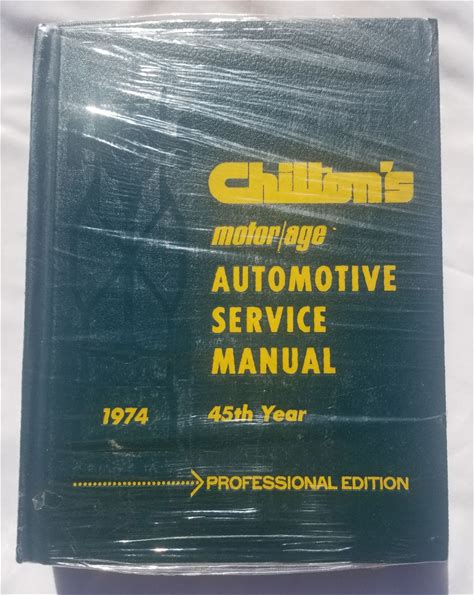 Chilton's
motor/age
AUTOMOTIVE
SERVICE
MANUAL
1974 45th Year
PROFESSIONAL EDITION